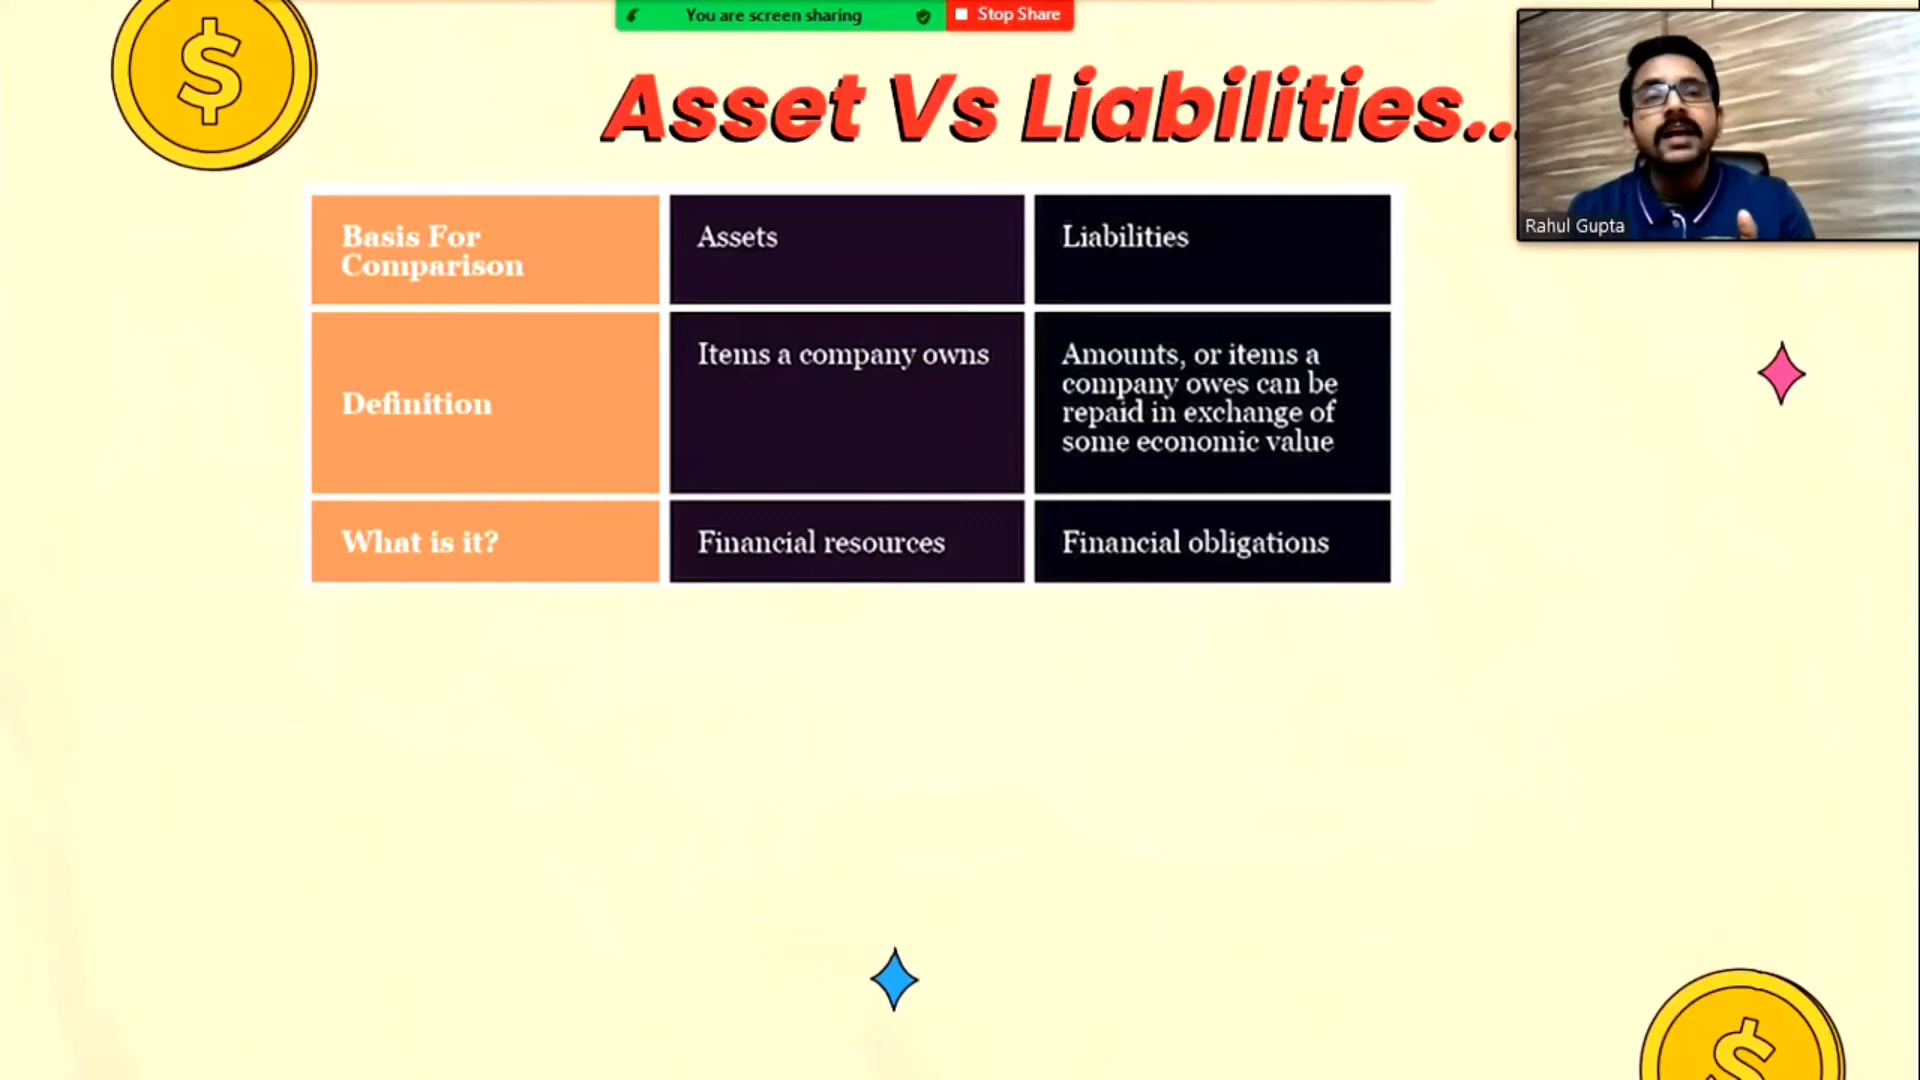 You are screen sharing
Stop Share
Asset Vs Liabilities...
Rahul Gupta
Basis For
Comparison
Assets
Liabilities
Definition
Items a company owns
Amounts, or items a
company owes can be
repaid in exchange of
some economic value
What is it?
Financial resources
Financial obligations
$
$